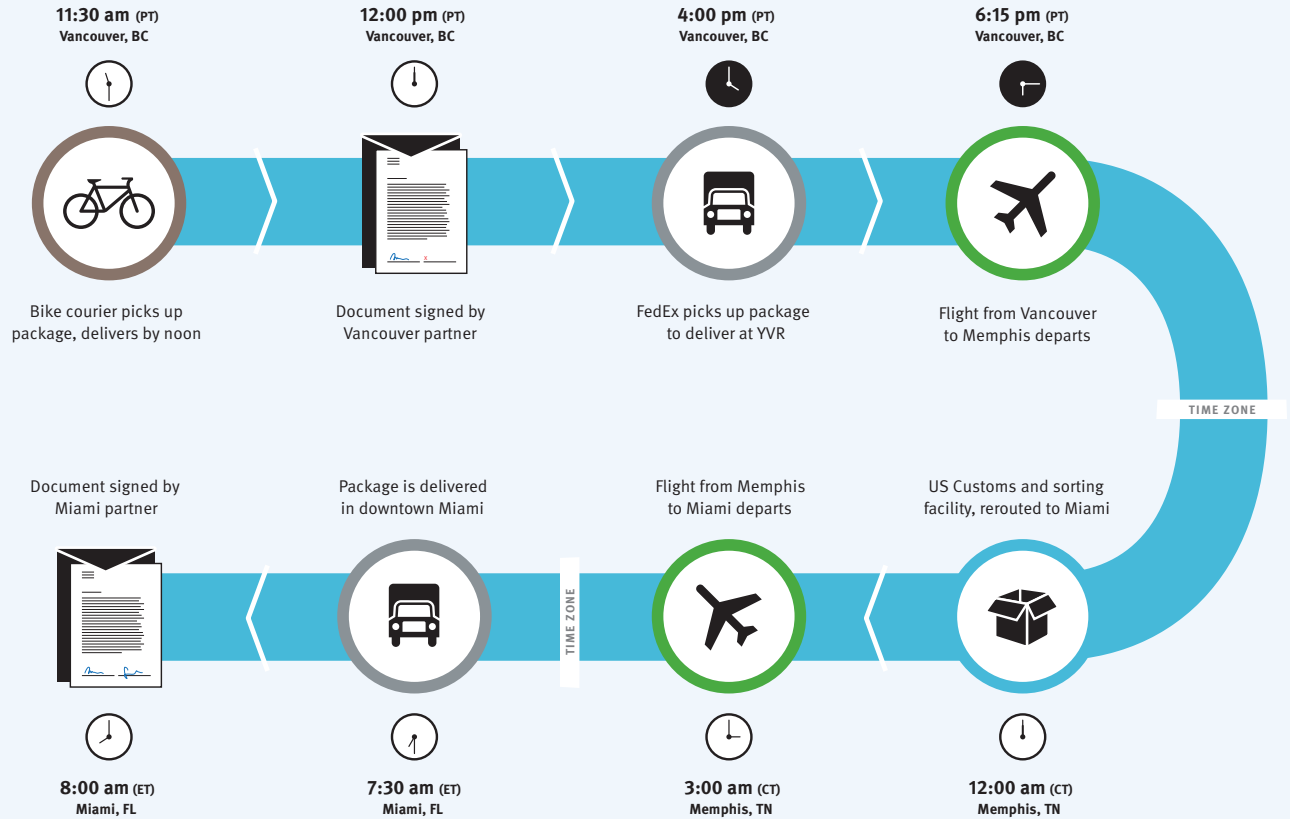 11:30 am (PT)
Vancouver, BC
12:00 pm (PT)
Vancouver, BC
4:00 pm (PT)
Vancouver, BC
6:15 pm (PT)
Vancouver, BC
x
Bike courier picks up
package, delivers by noon
Document signed by
Vancouver partner
FedEx picks up package
to deliver at YVR
Flight from Vancouver
to Memphis departs
TIME ZONE
Document signed by
Miami partner
Package is delivered
in downtown Miami
Flight from Memphis
to Miami departs
US Customs and sorting
facility, rerouted to Miami
TIME ZONE
8:00 am (ET)
Miami, FL
7:30 am (ET)
Miami, FL
3:00 am (CT)
Memphis, TN
12:00 am (CT)
Memphis, TN